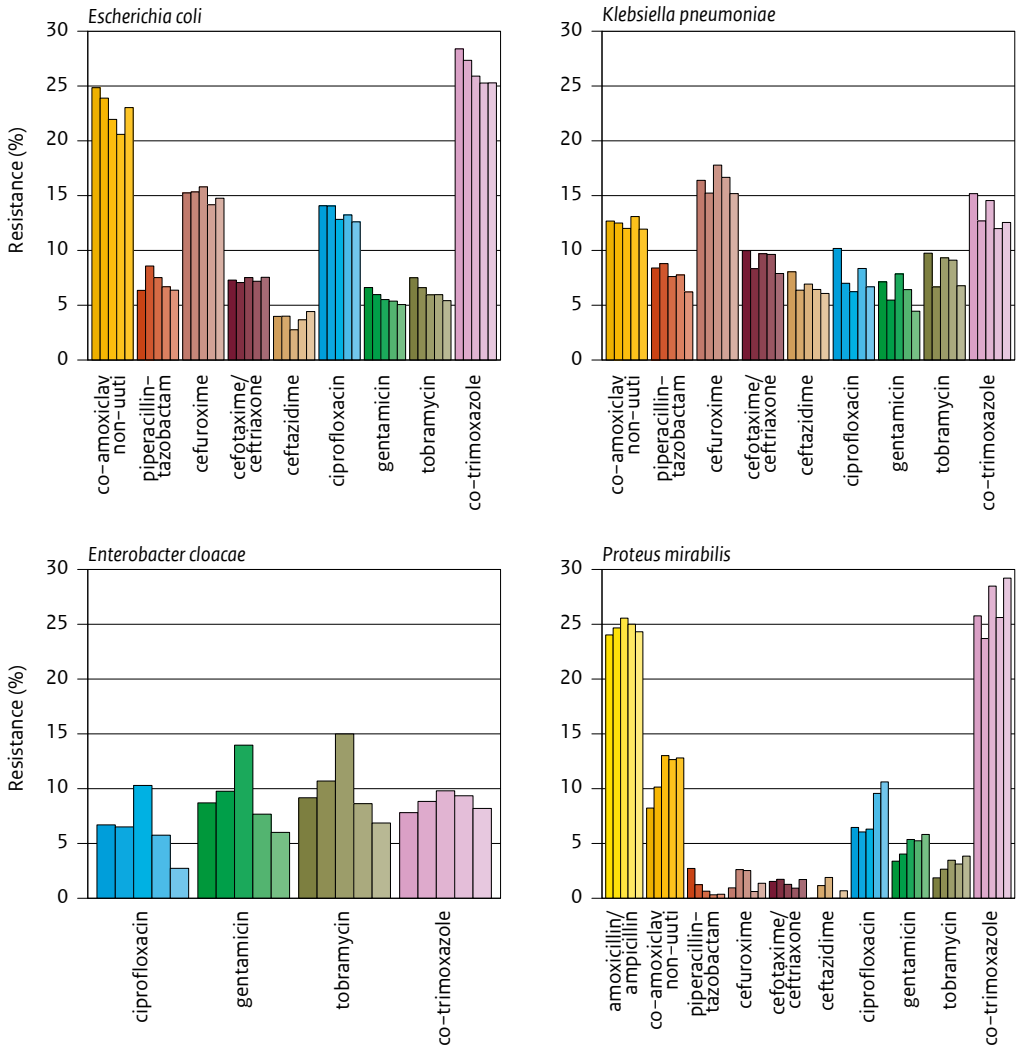 Escherichia coli
Resistance (%)
30
25
20
15
10
5
0
co-amoxiclav
non-uuti
piperacillin-
tazobactam
cefuroxime
cefotaxime/
ceftriaxone
ceftazidime
ciprofloxacin
gentamicin
tobramycin
co-trimoxazole
Klebsiella pneumoniae
30
25
20
15
10
5
0
co-amoxiclav
non-uuti
piperacillin-
tazobactam
cefuroxime
cefotaxime/
ceftriaxone
ceftazidime
ciprofloxacin
gentamicin
tobramycin
co-trimoxazole
Enterobacter cloacae
Resistance (%)
30
25
20
15
10
5
0
ciprofloxacin
gentamicin
tobramycin
co-trimoxazole
Proteus mirabilis
30
25
20
15
10
5
0
amoxicillin/
ampicillin
co-amoxiclav
non-uuti
piperacillin-
tazobactam
cefuroxime
cefotaxime/
ceftriaxone
ceftazidime
ciprofloxacin
gentamicin
tobramycin
co-trimoxazole